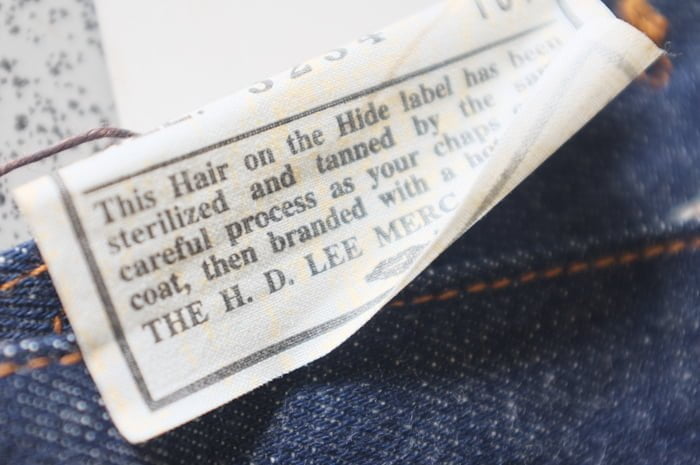 This Hair on the Hide label has been
sterilized and tanned by the
careful process as your chaps
coat, then branded with a
THE H. D. LEE MERC